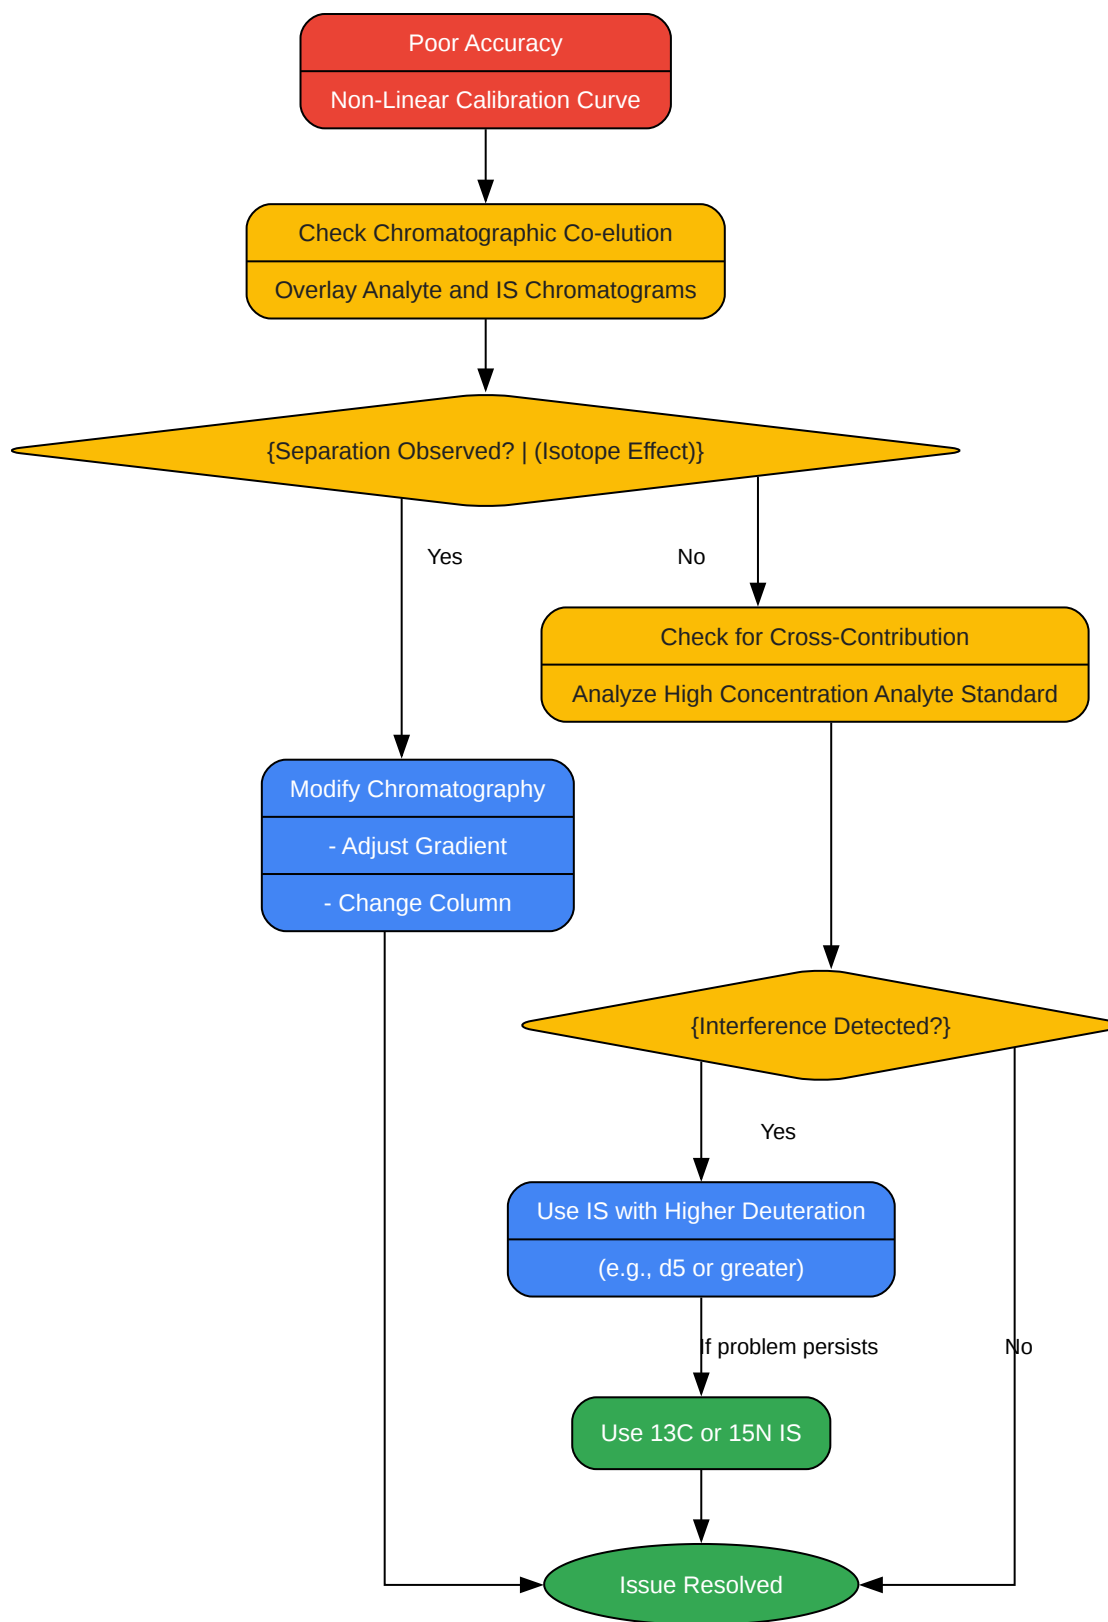 Poor Accuracy
Non-Linear Calibration Curve
Check Chromatographic Co-elution
Overlay Analyte and IS Chromatograms
{Separation Observed? | (Isotope Effect)}
Yes
No
Check for Cross-Contribution
Analyze High Concentration Analyte Standard
Modify Chromatography
- Adjust Gradient
- Change Column
{Interference Detected?}
Yes
Use IS with Higher Deuteration
(e.g., d5 or greater)
If problem persists
No
Use 13C or 15N IS
Issue Resolved